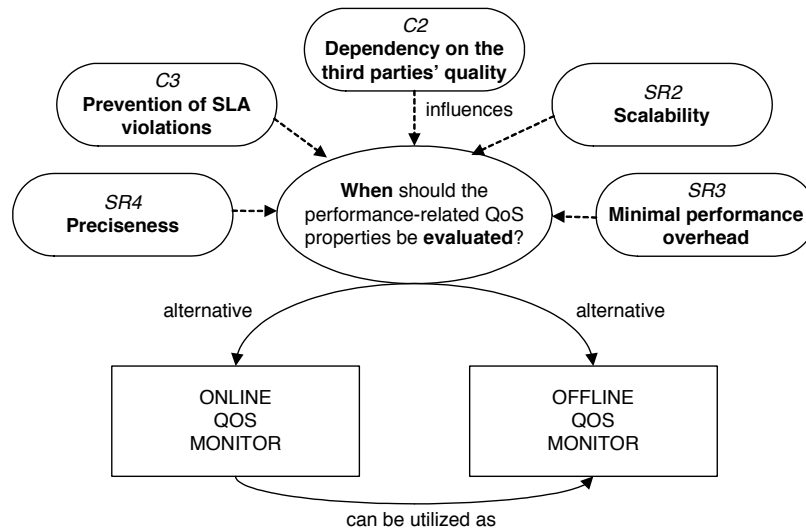 C2
Dependency on the
third parties' quality
C3
Prevention of SLA
violations
influences
SR2
Scalability
SR4
Preciseness
When should the
performance-related QoS
properties be evaluated?
SR3
Minimal performance
overhead
alternative
alternative
ONLINE
QOS
MONITOR
OFFLINE
QOS
MONITOR
can be utilized as